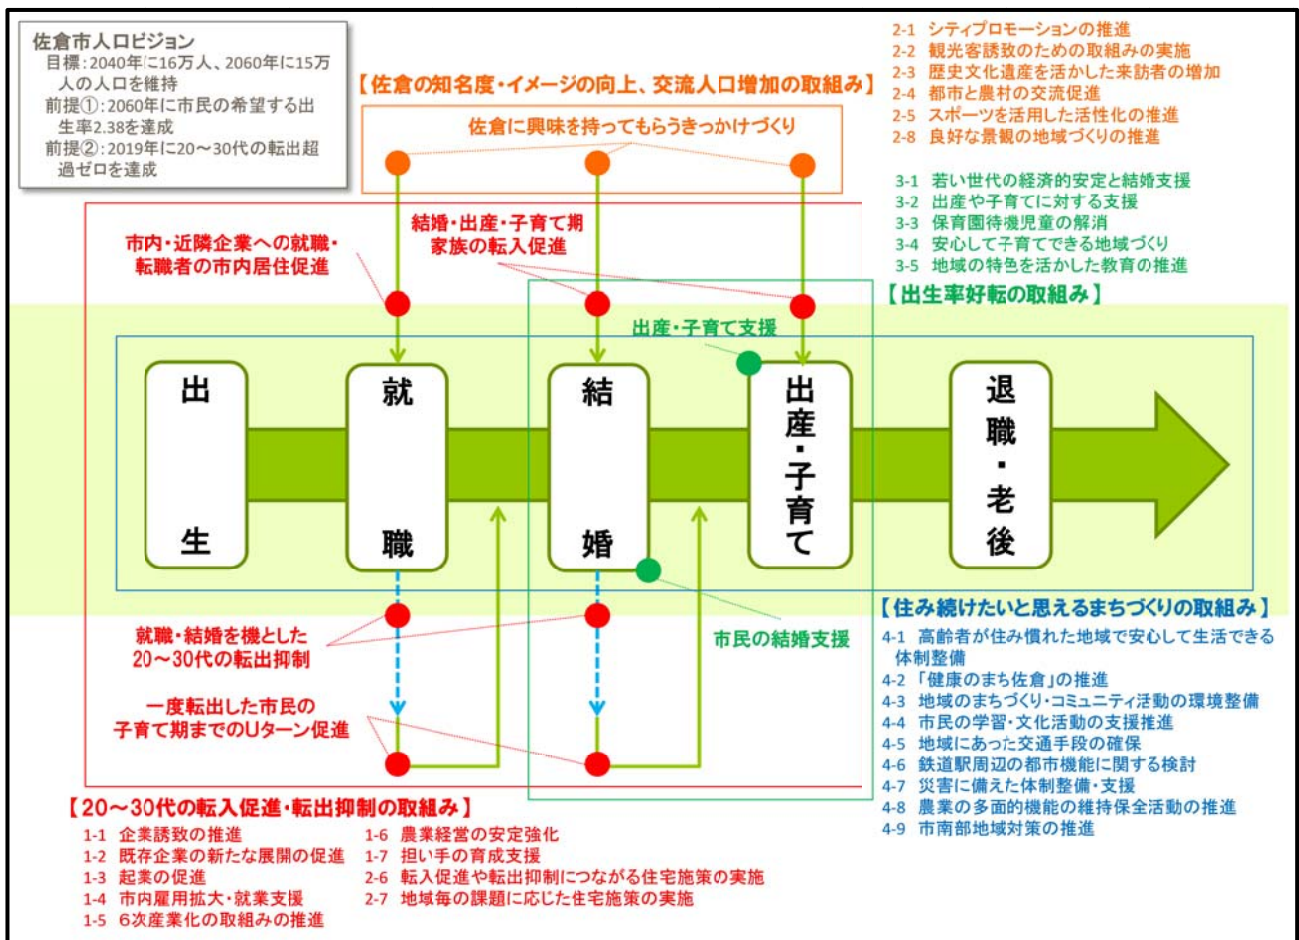 佐倉市人口ビジョン
目標:2040年に16万人、2060年に15万
人の人口を維持
前提①:2060年に市民の希望する出
生率2.38を達成
前提②:2019年に20～30代の転出超
過ゼロを達成
【佐倉の知名度・イメージの向上、交流人口増加の取組み】
佐倉に興味を持ってもらうきっかけづくり
2-1 シティプロモーションの推進
2-2 観光客誘致のための取組みの実施
2-3 歴史文化遺産を活かした来訪者の増加
2-4 都市と農村の交流促進
2-5 スポーツを活用した活性化の推進
2-8 良好な景観の地域づくりの推進
3-1 若い世代の経済的安定と結婚支援
3-2 出産や子育てに対する支援
3-3 保育園待機児童の解消
3-4 安心して子育てできる地域づくり
3-5 地域の特色を活かした教育の推進
【出生率好転の取組み】
市内・近隣企業への就職・
転職者の市内居住促進
結婚・出産・子育て期
家族の転入促進
出産・子育て支援
出生
就職
結婚
出産・子育て
退職・老後
就職・結婚を機とした
20～30代の転出抑制
市民の結婚支援
一度転出した市民の
子育て期までのUターン促進
【住み続けたいと思えるまちづくりの取組み】
4-1 高齢者が住み慣れた地域で安心して生活できる
体制整備
4-2 「健康のまち佐倉」の推進
4-3 地域のまちづくり・コミュニティ活動の環境整備
4-4 市民の学習・文化活動の支援推進
4-5 地域にあった交通手段の確保
4-6 鉄道駅周辺の都市機能に関する検討
4-7 災害に備えた体制整備・支援
4-8 農業の多面的機能の維持保全活動の推進
4-9 市南部地域対策の推進
【20～30代の転入促進・転出抑制の取組み】
1-1 企業誘致の推進
1-2 既存企業の新たな展開の促進
1-3 起業の促進
1-4 市内雇用拡大・就業支援
1-5 6次産業化の取組みの推進
1-6 農業経営の安定強化
1-7 担い手の育成支援
2-6 転入促進や転出抑制につながる住宅施策の実施
2-7 地域毎の課題に応じた住宅施策の実施